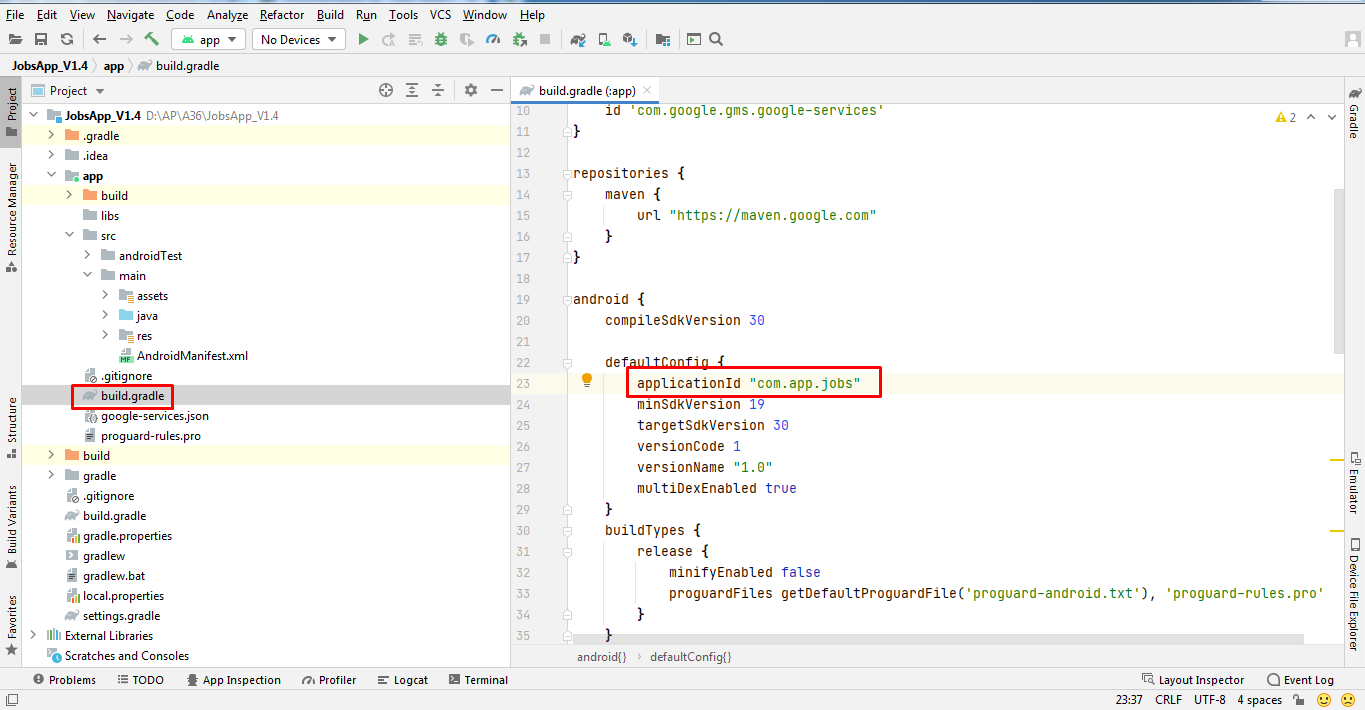 File Edit View Navigate Code Analyze Refactor Build Run Tools VCS Window Help
app No Devices
JobsApp_V1.4 app build.gradle
Project
build.gradle (:app)
Project
Resource Manager
Structure
Build Variants
Favorites
JobsApp_V1.4 D:\AP\A36\JobsApp_V1.4
.gradle
.idea
app
build
libs
src
androidTest
main
assets
java
res
MF AndroidManifest.xml
.gitignore
build.gradle
google-services.json
proguard-rules.pro
build
gradle
.gitignore
build.gradle
gradle.properties
gradlew
gradlew.bat
local.properties
settings.gradle
External Libraries
Scratches and Consoles
10 id 'com.google.gms.google-services'
11 }
12
13 repositories {
14 maven {
15 url "https://maven.google.com"
16 }
17 }
18
19 android {
20 compileSdkVersion 30
21
22 defaultConfig {
23 applicationId "com.app.jobs"
24 minSdkVersion 19
25 targetSdkVersion 30
26 versionCode 1
27 versionName "1.0"
28 multiDexEnabled true
29 }
30 buildTypes {
31 release {
32 minifyEnabled false
33 proguardFiles getDefaultProguardFile('proguard-android.txt'), 'proguard-rules.pro'
34 }
35 }
2
android{} defaultConfig{}
Gradle
Emulator
Device File Explorer
Problems TODO App Inspection Profiler Logcat Terminal Layout Inspector Event Log
23:37 CRLF UTF-8 4 spaces